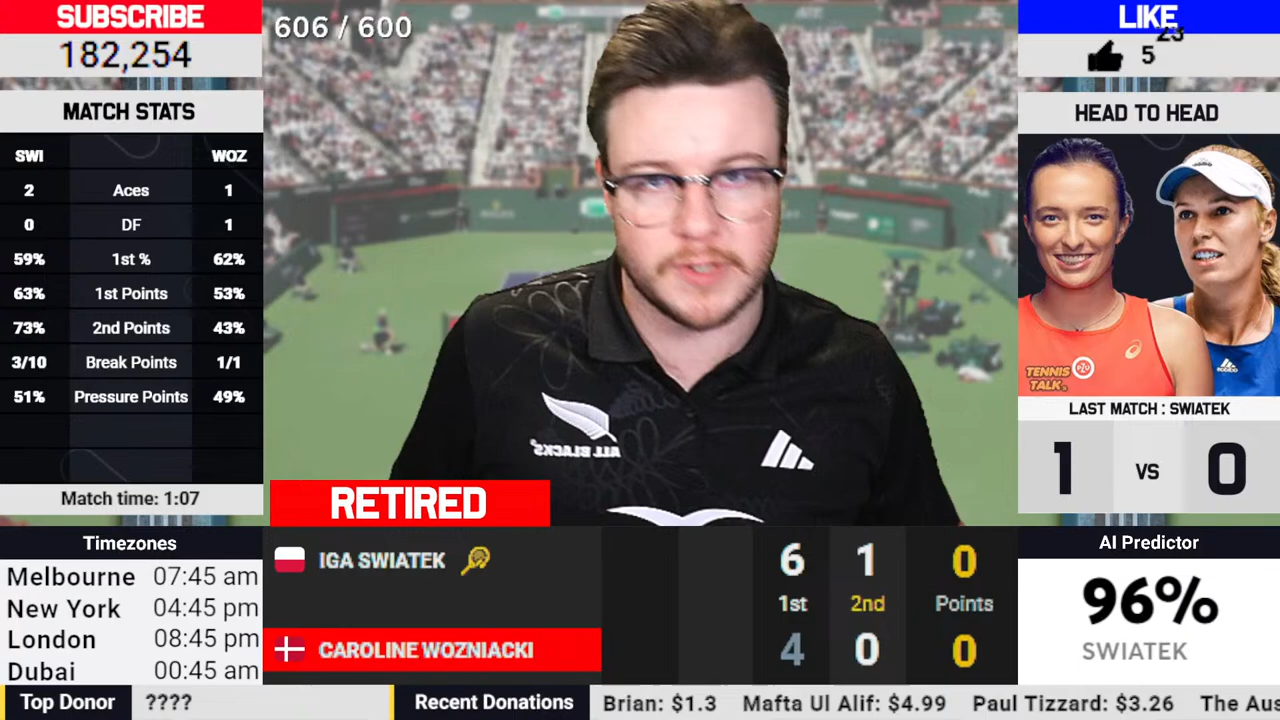 SUBSCRIBE
182,254
606 / 600
LIKE
23
5
MATCH STATS
SWI WOZ
2 Aces 1
0 DF 1
59% 1st % 62%
63% 1st Points 53%
73% 2nd Points 43%
3/10 Break Points 1/1
51% Pressure Points 49%
Match time: 1:07
HEAD TO HEAD
TENNIS
TALK.
PZU
adidas
LAST MATCH : SWIATEK
1 VS 0
ALL BLACKS
RETIRED
IGA SWIATEK 6 1 0
1st 2nd Points
CAROLINE WOZNIACKI 4 0 0
Timezones
Melbourne 07:45 am
New York 04:45 pm
London 08:45 pm
Dubai 00:45 am
AI Predictor
96%
SWIATEK
Top Donor ???? Recent Donations Brian: $1.3 Mafta Ul Alif: $4.99 Paul Tizzard: $3.26 The Aus